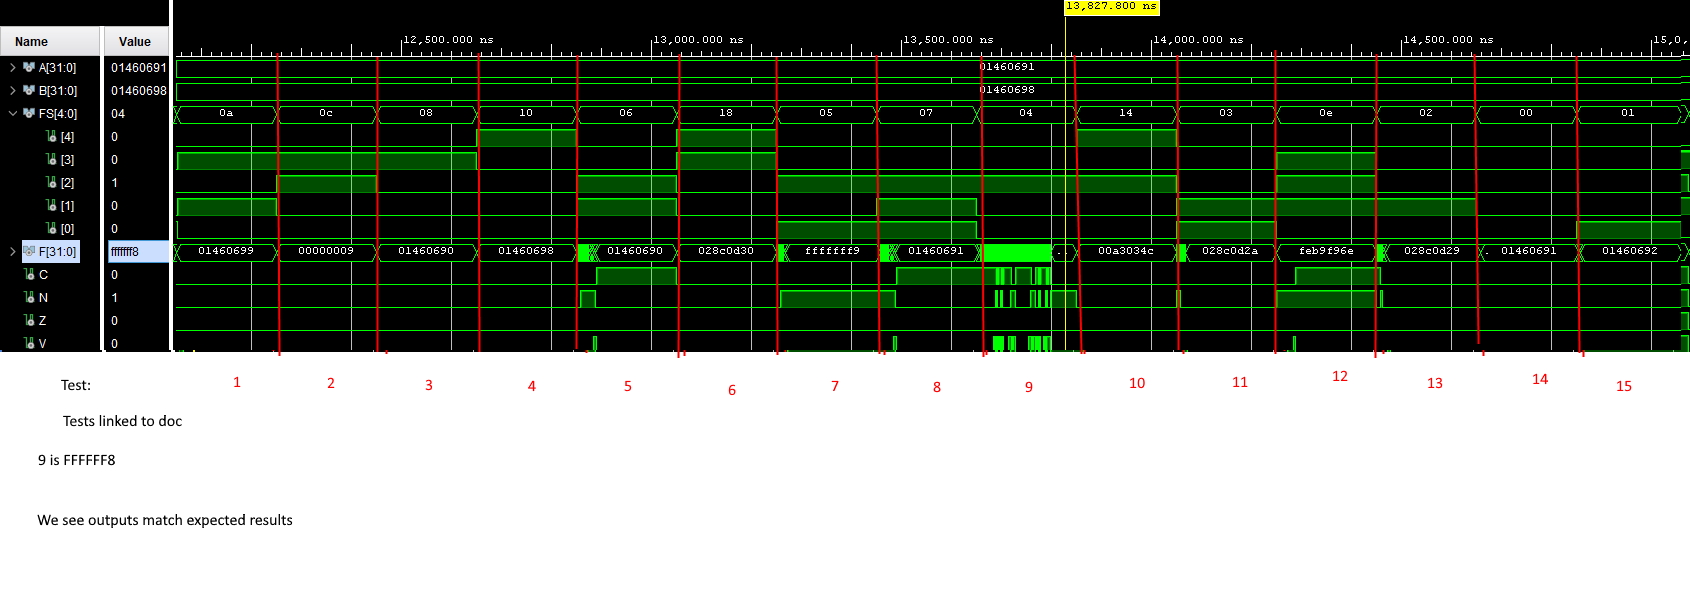 13,827.800 ns
Name Value
12,500.000 ns 13,000.000 ns 13,500.000 ns 14,000.000 ns 14,500.000 ns 15,0
A[31:0] 01460691 01460691
B[31:0] 01460698 01460698
FS[4:0] 04 0a 0c 08 10 06 18 05 07 04 14 03 0e 02 00 01
[4] 0
[3] 0
[2] 1
[1] 0
[0] 0
F[31:0] fffffff8 01460699 00000009 01460690 01460698 01460690 028c0d30 fffffff9 01460691 .. 00a3034c 028c0d2a feb9f96e 028c0d29 . 01460691 01460692
C 0
N 1
Z 0
V 0
Test: 1 2 3 4 5 6 7 8 9 10 11 12 13 14 15
Tests linked to doc
9 is FFFFFF8
We see outputs match expected results